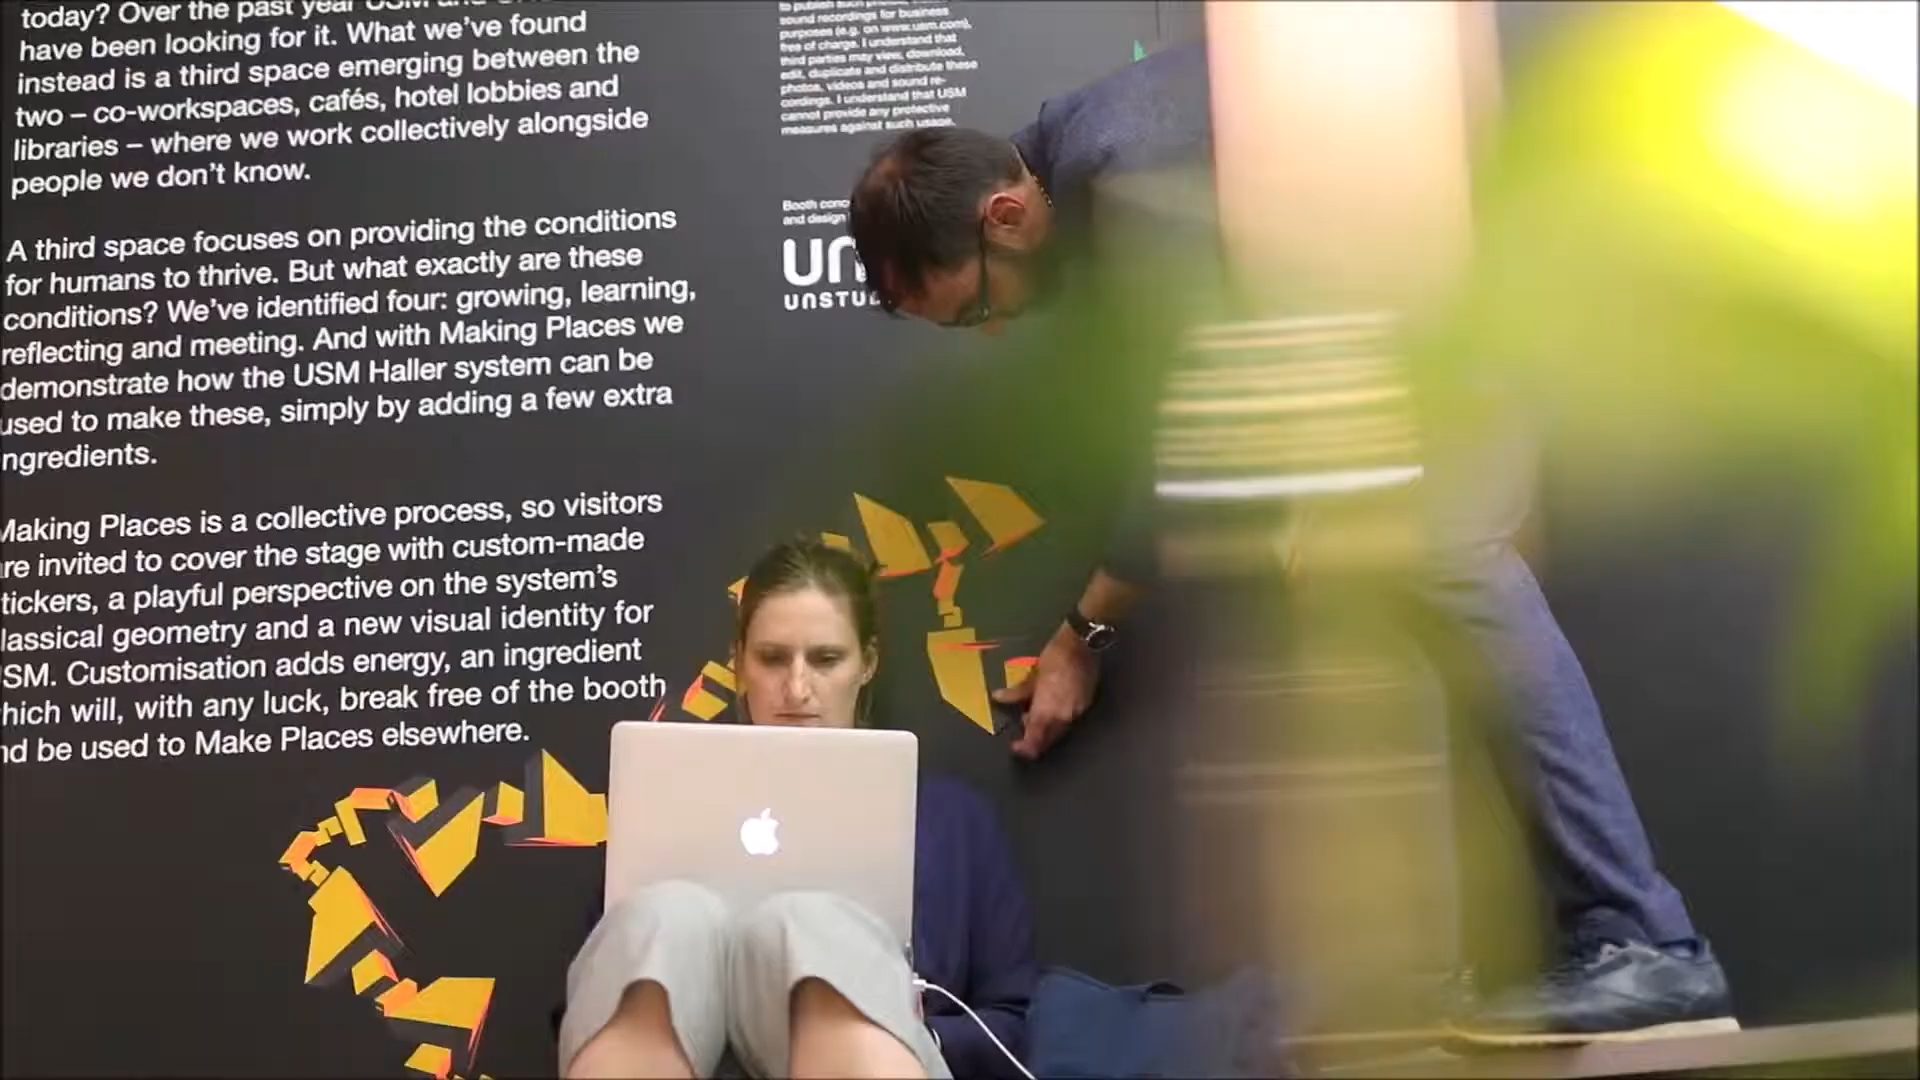 today? Over the past year USM and
have been looking for it. What we've found
instead is a third space emerging between the
two – co-workspaces, cafés, hotel lobbies and
libraries – where we work collectively alongside
people we don't know.
A third space focuses on providing the conditions
for humans to thrive. But what exactly are these
conditions? We've identified four: growing, learning,
reflecting and meeting. And with Making Places we
demonstrate how the USM Haller system can be
used to make these, simply by adding a few extra
ngredients.
Making Places is a collective process, so visitors
re invited to cover the stage with custom-made
tickers, a playful perspective on the system's
lassical geometry and a new visual identity for
SM. Customisation adds energy, an ingredient
hich will, with any luck, break free of the booth
nd be used to Make Places elsewhere.
to publish such
sound recordings for business
purposes (e.g. on www.usm.com),
free of charge. I understand that
third parties may view, download,
edit, duplicate and distribute these
photos, videos and sound re-
cordings. I understand that USM
cannot provide any protective
measures against such usage.
Booth conc
and design
UN
UNSTU